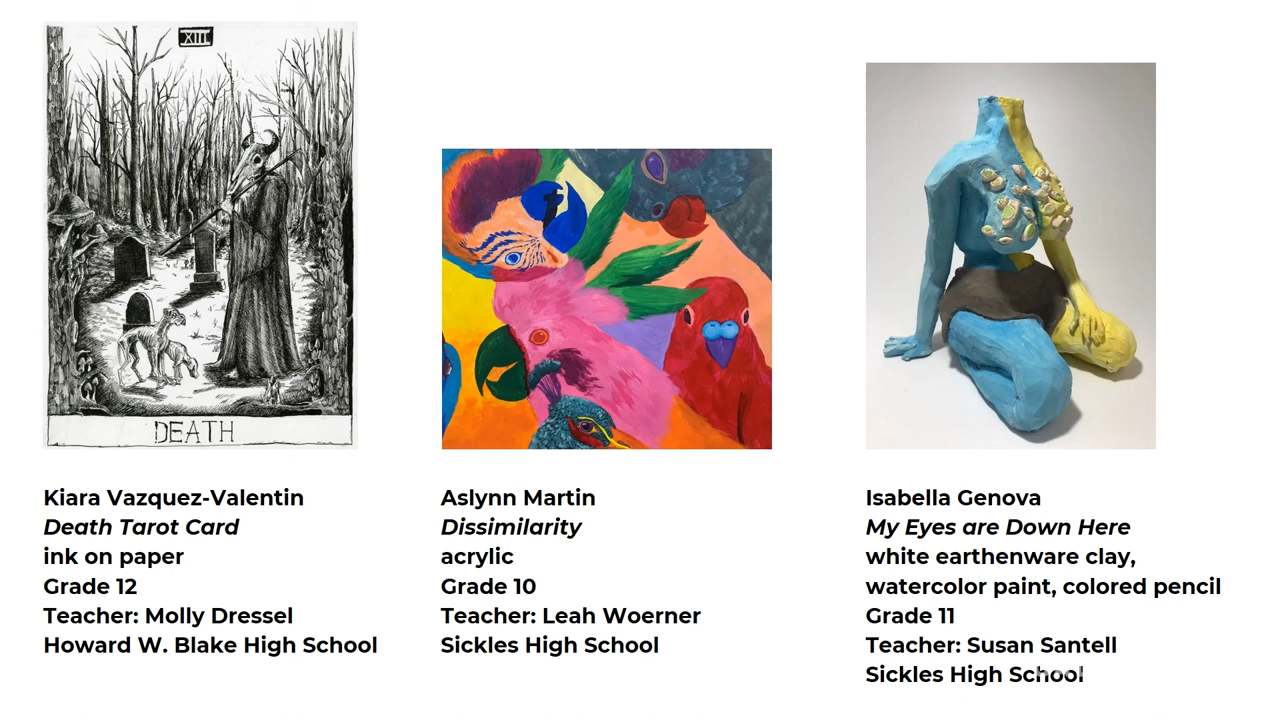 XIII
DEATH
Kiara Vazquez-Valentin
Death Tarot Card
ink on paper
Grade 12
Teacher: Molly Dressel
Howard W. Blake High School
Aslynn Martin
Dissimilarity
acrylic
Grade 10
Teacher: Leah Woerner
Sickles High School
Isabella Genova
My Eyes are Down Here
white earthenware clay,
watercolor paint, colored pencil
Grade 11
Teacher: Susan Santell
Sickles High School